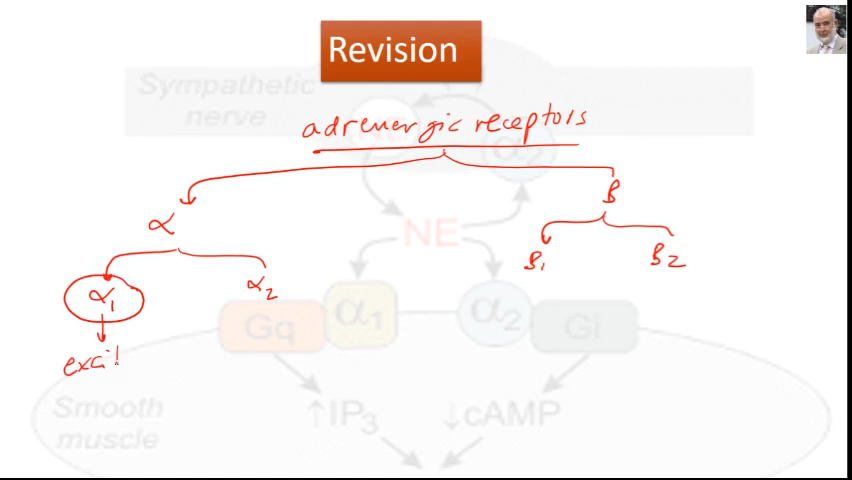 Revision
Sympathetic
nerve
adrenergic receptors
α2
α
β
NE
β1
β2
α1
α2
Gq
α1
α2
Gi
exci
Smooth
muscle
↑IP3
↓cAMP